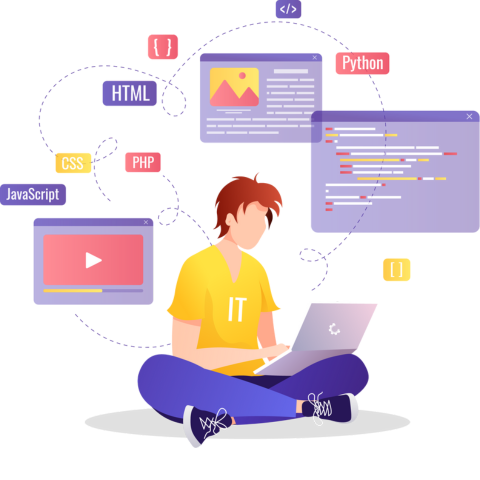 </>
{ }
Python
HTML
CSS
PHP
JavaScript
[ ]
IT